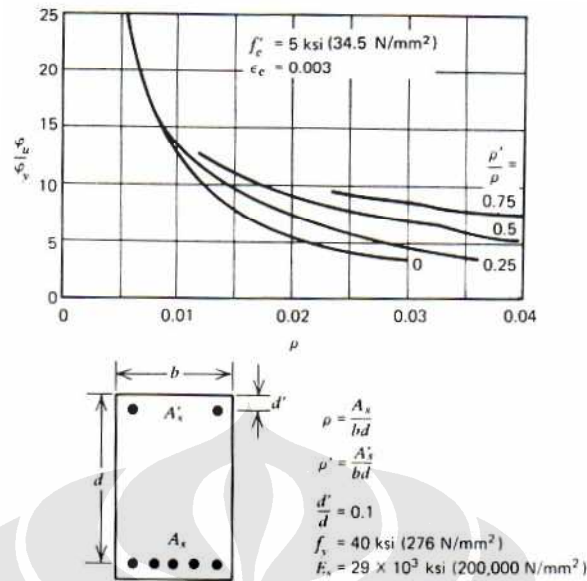 25
20
15
10
5
0
φu
φy
f'c = 5 ksi (34.5 N/mm²)
ϵc = 0.003
ρ'
ρ
=
0.75
0.5
0.25
0
0
0.01
0.02
0.03
0.04
ρ
b
d'
A's
d
As
ρ = As
bd
ρ' = A's
bd
d'
d
= 0.1
fy = 40 ksi (276 N/mm²)
Es = 29 × 10³ ksi (200,000 N/mm²)